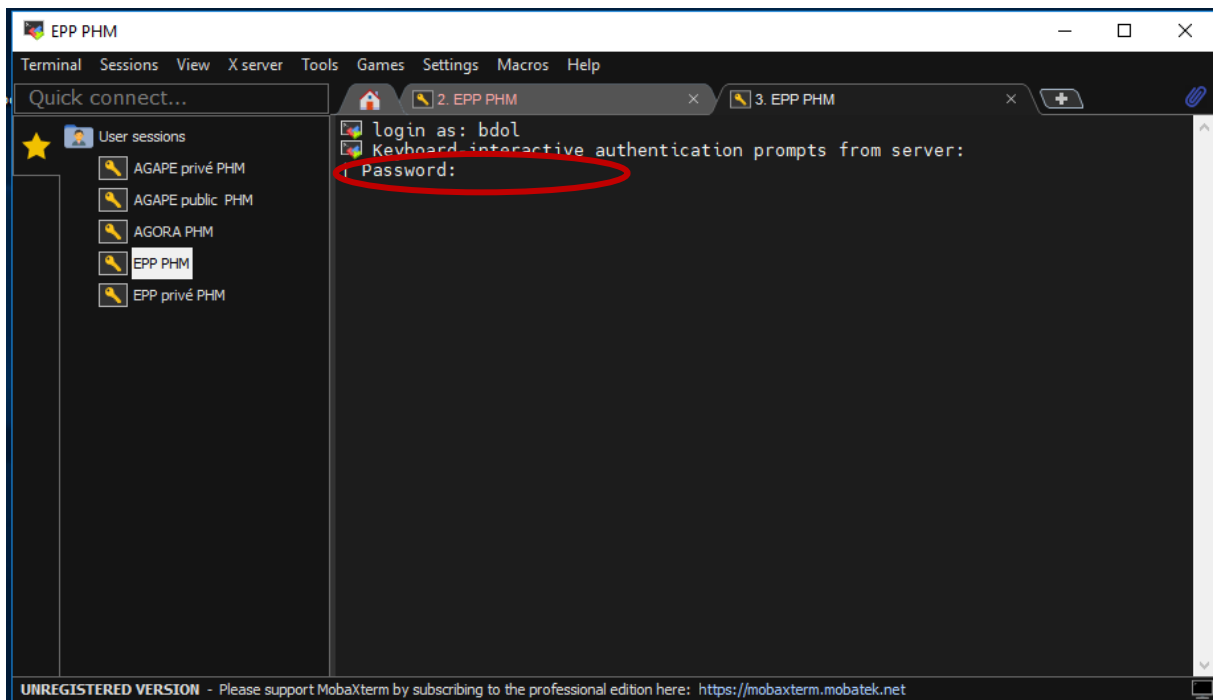 EPP PHM
Terminal Sessions View X server Tools Games Settings Macros Help
Quick connect...
2. EPP PHM
3. EPP PHM
User sessions
AGAPE privé PHM
AGAPE public PHM
AGORA PHM
EPP PHM
EPP privé PHM
login as: bdol
Keyboard-interactive authentication prompts from server:
| Password:
UNREGISTERED VERSION - Please support MobaXterm by subscribing to the professional edition here: https://mobaxterm.mobatek.net